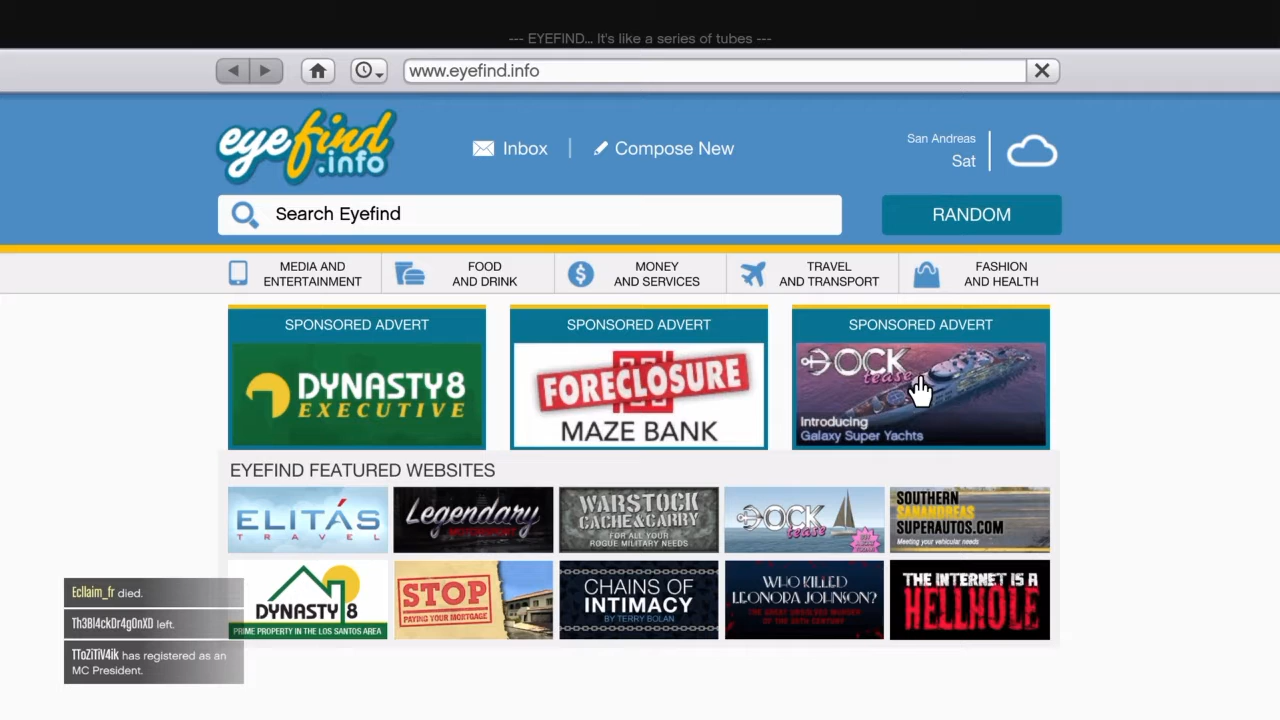 --- EYEFIND... It's like a series of tubes ---
www.eyefind.info
eyefind
.info
Inbox
Compose New
San Andreas
Sat
Search Eyefind
RANDOM
MEDIA AND
ENTERTAINMENT
FOOD
AND DRINK
MONEY
AND SERVICES
TRAVEL
AND TRANSPORT
FASHION
AND HEALTH
SPONSORED ADVERT
DYNASTY8
EXECUTIVE
SPONSORED ADVERT
FORECLOSURE
MAZE BANK
SPONSORED ADVERT
DOCK
tease
Introducing
Galaxy Super Yachts
EYEFIND FEATURED WEBSITES
ELITÁS
TRAVEL
Legendary
MOTORSPORT
WARSTOCK
CACHE&CARRY
FOR ALL YOUR
ROGUE MILITARY NEEDS
DOCK
tease
SOUTHERN
SANANDREAS
SUPERAUTOS.COM
Meeting your vehicular needs
DYNASTY 8
PRIME PROPERTY IN THE LOS SANTOS AREA
STOP
PAYING YOUR MORTGAGE
CHAINS OF
INTIMACY
BY TERRY BOLAN
WHO KILLED
LEONORA JOHNSON?
THE GREAT UNSOLVED MURDER
OF THE 20TH CENTURY
THE INTERNET IS A
HELLHOLE
Ecllaim_fr died.
Th3Bl4ckDr4g0nXD left.
TToZiTiV4ik has registered as an
MC President.